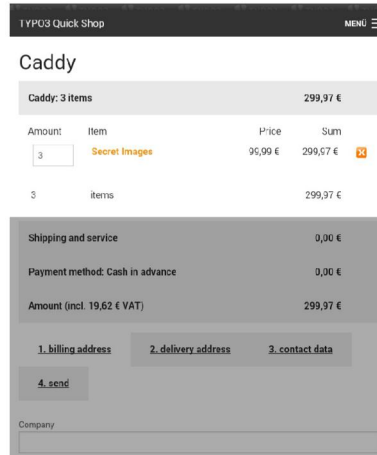 TYPO3 Quick Shop MENÜ
Caddy
Caddy: 3 items 299,97 €
Amount Item Price Sum
3 Secret Images 99,99 € 299,97 €
3 items 299,97 €
Shipping and service 0,00 €
Payment method: Cash in advance 0,00 €
Amount (incl. 19,62 € VAT) 299,97 €
1. billing address 2. delivery address 3. contact data
4. send
Company